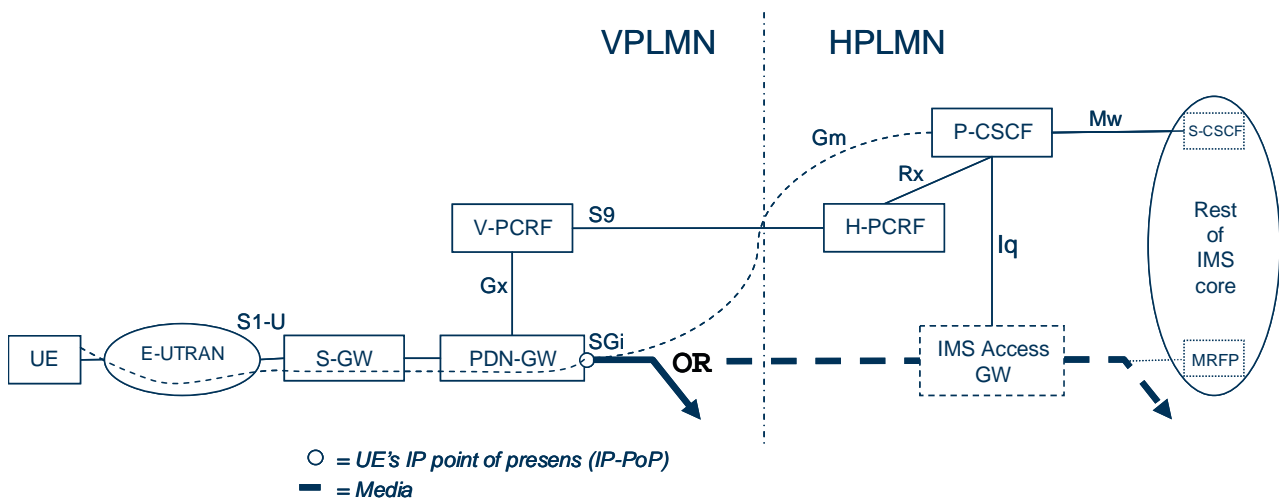 VPLMN
HPLMN
Gm
P-CSCF
Mw
S-CSCF
Rx
V-PCRF
S9
H-PCRF
Rest
of
IMS
core
Gx
Iq
S1-U
UE
E-UTRAN
S-GW
PDN-GW
SGi
OR
IMS Access
GW
MRFP
= UE's IP point of presens (IP-PoP)
= Media